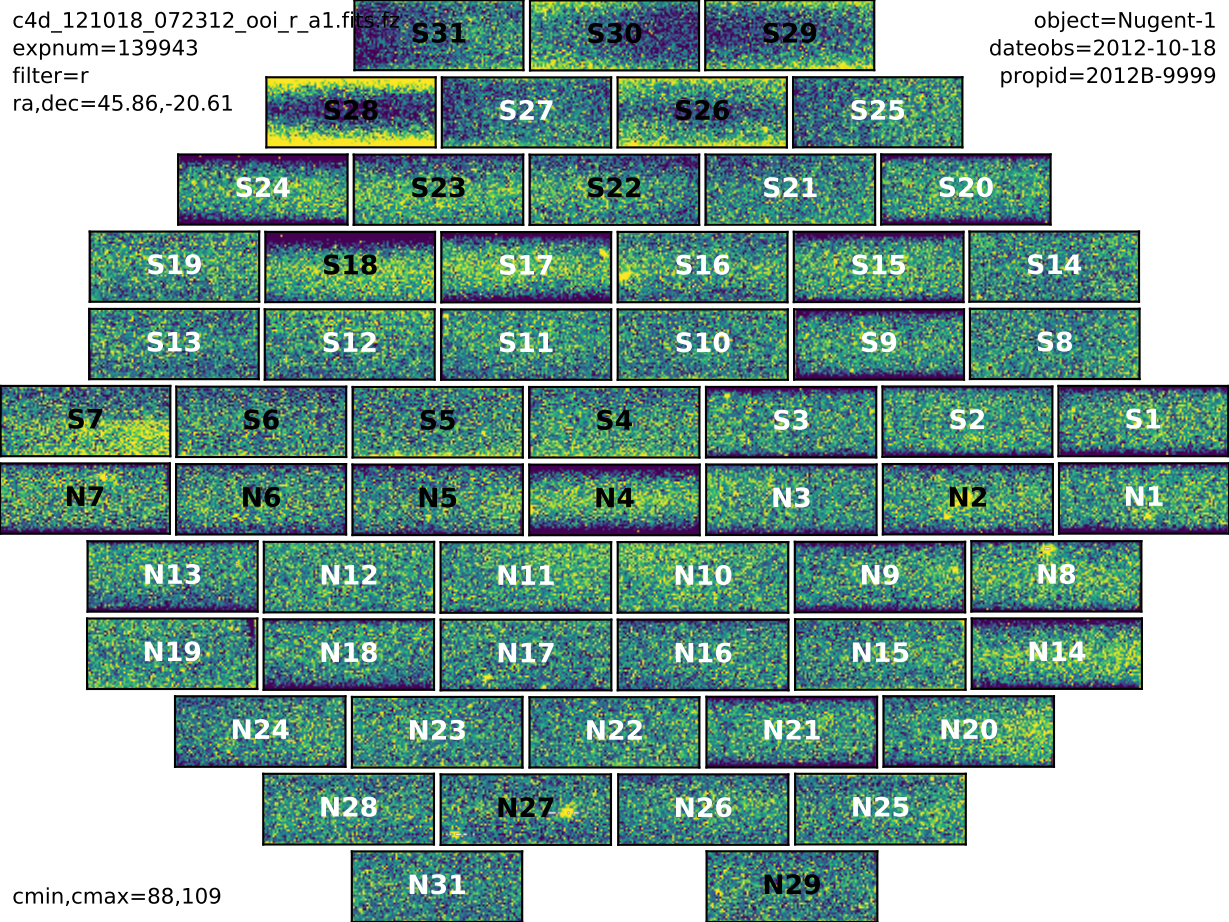 c4d_121018_072312_ooi_r_a1.fits.fz
expnum=139943
filter=r
ra,dec=45.86,-20.61
object=Nugent-1
dateobs=2012-10-18
propid=2012B-9999
S31 S30 S29
S28 S27 S26 S25
S24 S23 S22 S21 S20
S19 S18 S17 S16 S15 S14
S13 S12 S11 S10 S9 S8
S7 S6 S5 S4 S3 S2 S1
N7 N6 N5 N4 N3 N2 N1
N13 N12 N11 N10 N9 N8
N19 N18 N17 N16 N15 N14
N24 N23 N22 N21 N20
N28 N27 N26 N25
N31 N29
cmin,cmax=88,109